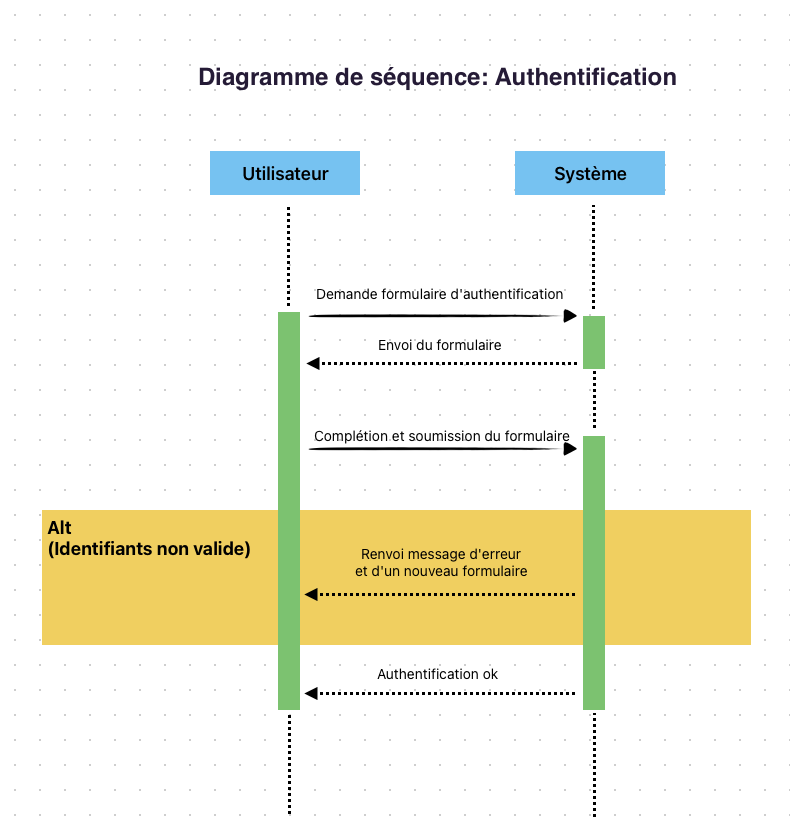 Diagramme de séquence: Authentification
Utilisateur
Système
Demande formulaire d'authentification
Envoi du formulaire
Complétion et soumission du formulaire
Alt
(Identifiants non valide)
Renvoi message d'erreur
et d'un nouveau formulaire
Authentification ok